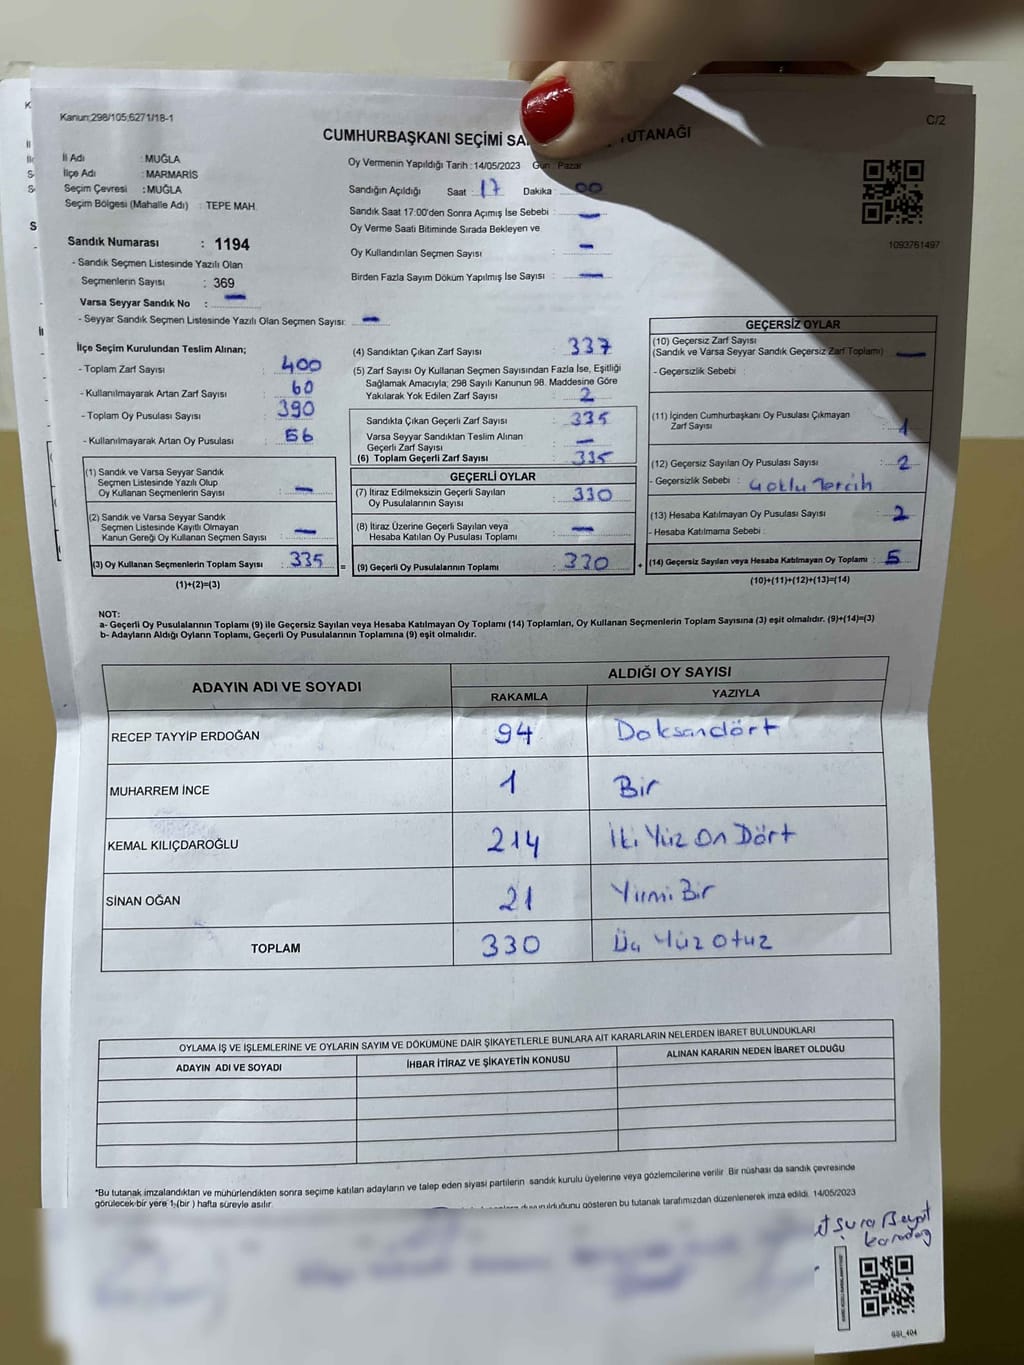 Kanun;298/105;6271/18-1
C/2
CUMHURBAŞKANI SEÇİMİ TUTANAĞI
İl Adı : MUĞLA
İlçe Adı : MARMARİS
Seçim Çevresi : MUĞLA
Seçim Bölgesi (Mahalle Adı) : TEPE MAH.
Sandık Numarası : 1194
- Sandık Seçmen Listesinde Yazılı Olan
Seçmenlerin Sayısı : 369
Varsa Seyyar Sandık No : —
- Seyyar Sandık Seçmen Listesinde Yazılı Olan Seçmen Sayısı: —
Oy Vermenin Yapıldığı Tarih : 14/05/2023 Gün : Pazar
Sandığın Açıldığı Saat : 17 Dakika : 00
Sandık Saat 17:00'den Sonra Açımış İse Sebebi : —
Oy Verme Saati Bitiminde Sırada Bekleyen ve
Oy Kullandırılan Seçmen Sayısı : —
Birden Fazla Sayım Döküm Yapılmış İse Sayısı : —
1093761497
İlçe Seçim Kurulundan Teslim Alınan;
- Toplam Zarf Sayısı : 400
- Kullanılmayarak Artan Zarf Sayısı : 60
- Toplam Oy Pusulası Sayısı : 390
- Kullanılmayarak Artan Oy Pusulası : 56
(1) Sandık ve Varsa Seyyar Sandık
Seçmen Listesinde Yazılı Olup
Oy Kullanan Seçmenlerin Sayısı : —
(2) Sandık ve Varsa Seyyar Sandık
Seçmen Listesinde Kayıtlı Olmayan
Kanun Gereği Oy Kullanan Seçmen Sayısı : —
(3) Oy Kullanan Seçmenlerin Toplam Sayısı : 335 =
(1)+(2)=(3)
(4) Sandıktan Çıkan Zarf Sayısı : 337
(5) Zarf Sayısı Oy Kullanan Seçmen Sayısından Fazla İse, Eşitliği
Sağlamak Amacıyla; 298 Sayılı Kanunun 98. Maddesine Göre
Yakılarak Yok Edilen Zarf Sayısı : 2
Sandıkta Çıkan Geçerli Zarf Sayısı : 335
Varsa Seyyar Sandıktan Teslim Alınan
Geçerli Zarf Sayısı : —
(6) Toplam Geçerli Zarf Sayısı : 335
GEÇERLİ OYLAR
(7) İtiraz Edilmeksizin Geçerli Sayılan
Oy Pusulasının Sayısı : 330
(8) İtiraz Üzerine Geçerli Sayılan veya
Hesaba Katılan Oy Pusulası Toplamı : —
(9) Geçerli Oy Pusulalarının Toplamı : 330 +
GEÇERSİZ OYLAR
(10) Geçersiz Zarf Sayısı
(Sandık ve Varsa Seyyar Sandık Geçersiz Zarf Toplamı) : —
- Geçersizlik Sebebi :
(11) İçinden Cumhurbaşkanı Oy Pusulası Çıkmayan
Zarf Sayısı : 1
(12) Geçersiz Sayılan Oy Pusulası Sayısı : 2
- Geçersizlik Sebebi : Çoklu Tercih
(13) Hesaba Katılmayan Oy Pusulası Sayısı : 2
- Hesaba Katılmama Sebebi :
(14) Geçersiz Sayılan veya Hesaba Katılmayan Oy Toplamı : 5
(10)+(11)+(12)+(13)=(14)
NOT:
a- Geçerli Oy Pusulalarının Toplamı (9) ile Geçersiz Sayılan veya Hesaba Katılmayan Oy Toplamı (14) Toplamları, Oy Kullanan Seçmenlerin Toplam Sayısına (3) eşit olmalıdır. (9)+(14)=(3)
b- Adayların Aldığı Oyların Toplamı, Geçerli Oy Pusulalarının Toplamına (9) eşit olmalıdır.
ADAYIN ADI VE SOYADI
ALDIĞI OY SAYISI
RAKAMLA YAZIYLA
RECEP TAYYİP ERDOĞAN 94 Doksandört
MUHARREM İNCE 1 Bir
KEMAL KILIÇDAROĞLU 214 İki Yüz On Dört
SİNAN OĞAN 21 Yirmi Bir
TOPLAM 330 Üç Yüz Otuz
OYLAMA İŞ VE İŞLEMLERİNE VE OYLARIN SAYIM VE DÖKÜMÜNE DAİR ŞİKAYETLERLE BUNLARA AİT KARARLARIN NELERDEN İBARET BULUNDUKLARI
ADAYIN ADI VE SOYADI İHBAR İTİRAZ VE ŞİKAYETİN KONUSU ALINAN KARARIN NEDEN İBARET OLDUĞU
*Bu tutanak imzalandıktan ve mühürlendikten sonra seçime katılan adayların ve talep eden siyasi partilerin sandık kurulu üyelerine veya gözlemcilerine verilir. Bir nüshası da sandık çevresinde
görülecek bir yere 1 (bir) hafta süreyle asılır.
duyurulduğunu gösteren bu tutanak tarafımızdan düzenlenerek imza edildi. 14/05/2023